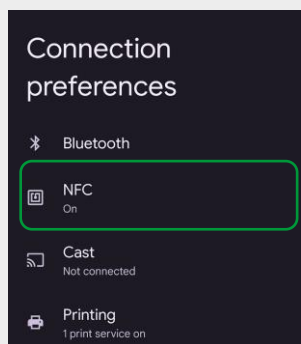 Connection
preferences
Bluetooth
NFC
On
Cast
Not connected
Printing
1 print service on